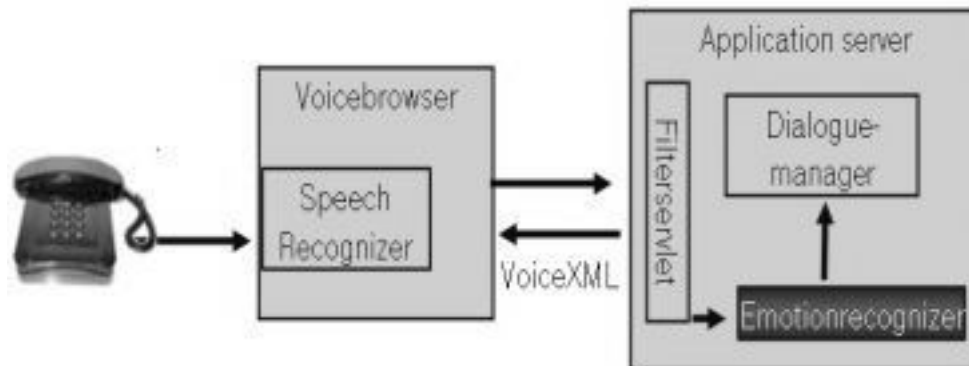 Application server
Voicebrowser
Speech
Recognizer
VoiceXML
Filterservlet
Dialogue-
manager
Emotionrecognizer